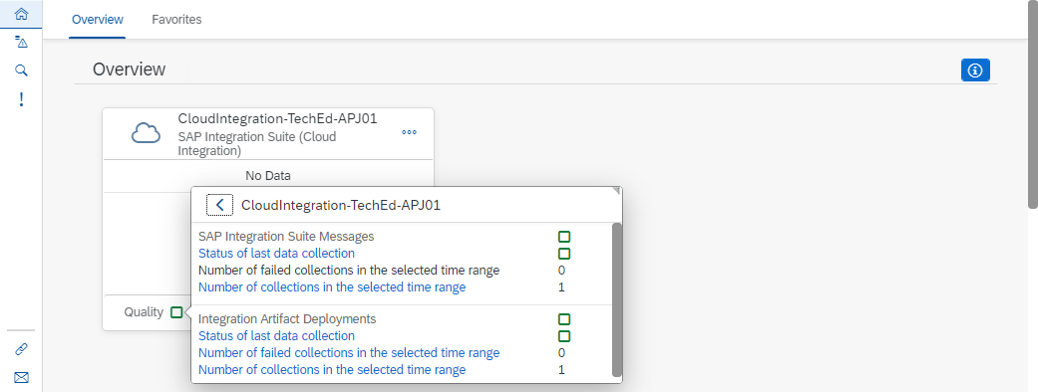 Overview Favorites
Overview
CloudIntegration-TechEd-APJ01
SAP Integration Suite (Cloud
Integration)
No Data
CloudIntegration-TechEd-APJ01
SAP Integration Suite Messages
Status of last data collection
Number of failed collections in the selected time range 0
Number of collections in the selected time range 1
Quality
Integration Artifact Deployments
Status of last data collection
Number of failed collections in the selected time range 0
Number of collections in the selected time range 1